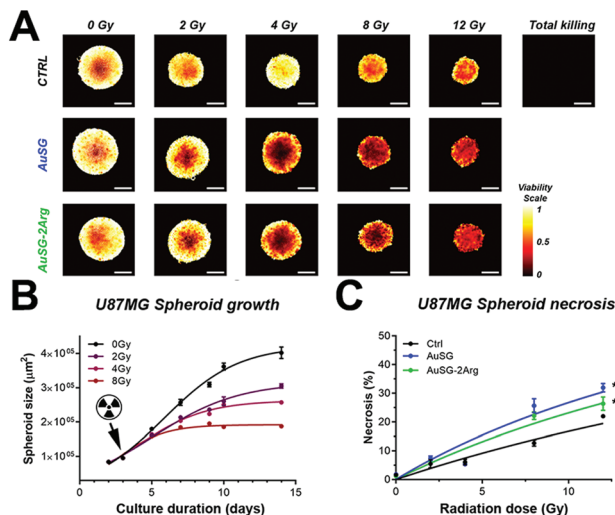 A
0 Gy 2 Gy 4 Gy 8 Gy 12 Gy Total killing
CTRL
AuSG
AuSG-2Arg
Viability
Scale
1
0.5
0
B
U87MG Spheroid growth
0Gy
2Gy
4Gy
8Gy
Spheroid size (µm²)
4×10⁰⁵
3×10⁰⁵
2×10⁰⁵
1×10⁰⁵
0 5 10 15
Culture duration (days)
C
U87MG Spheroid necrosis
Ctrl
AuSG
AuSG-2Arg
Necrosis (%)
50
40
30
20
10
0
*
*
0 4 8 12
Radiation dose (Gy)